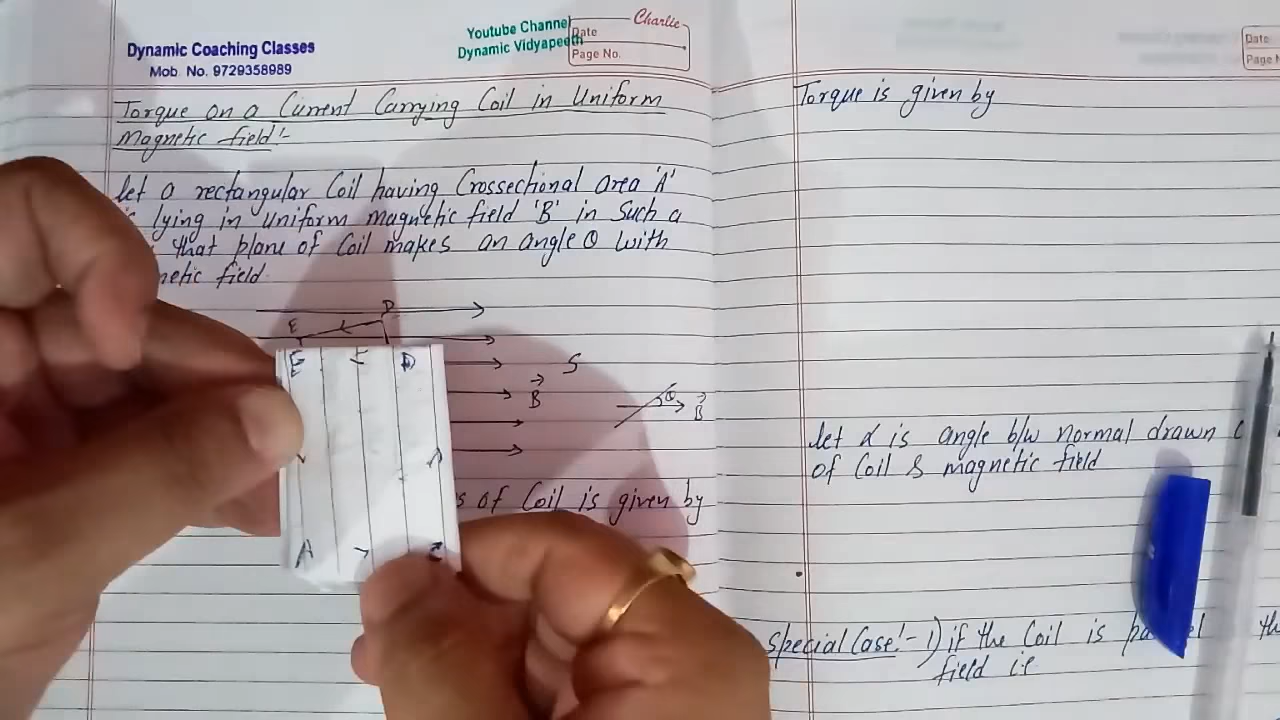 Dynamic Coaching Classes
Mob. No. 9729358989
Youtube Channel
Dynamic Vidyapeeth
Charlie
Date
Page No.
Torque on a Current Carrying Coil in Uniform
Magnetic field:-
let a rectangular Coil having Crossectional area 'A'
lying in uniform magnetic field 'B' in Such a
that plane of Coil makes an angle θ with
netic field
E D
E D
S
B
θ B
A
s of Coil is given by
Date
Page N
Torque is given by
let α is angle b/w normal drawn
of Coil & magnetic field
Special Case:- 1) if the Coil is th
field ie